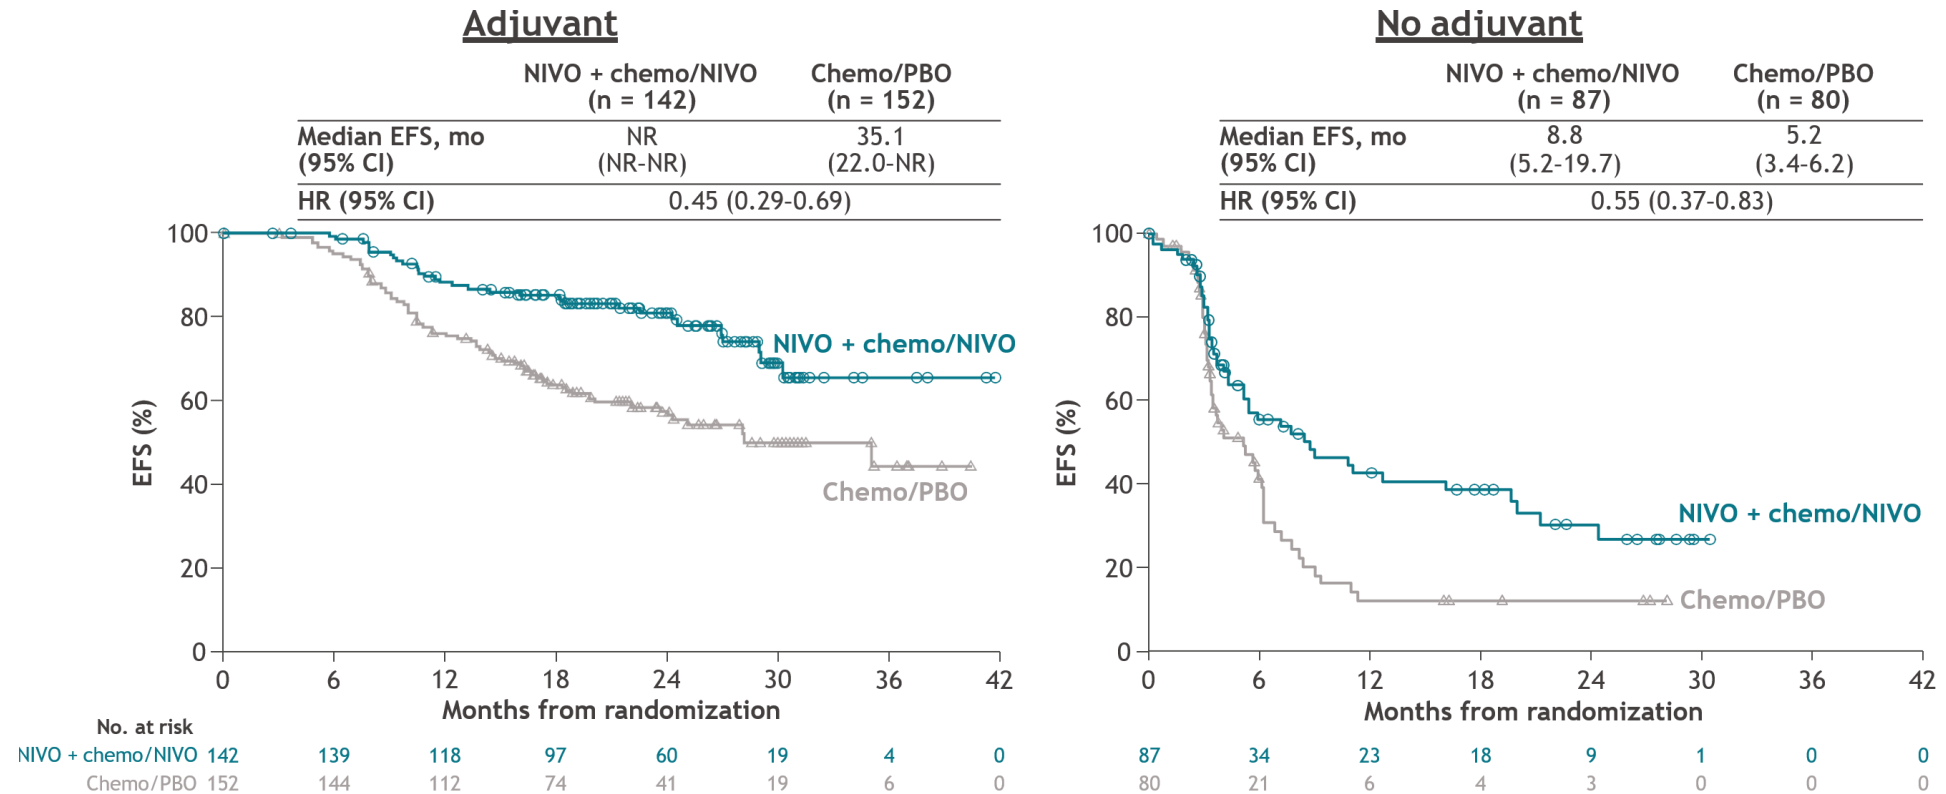 Adjuvant
NIVO + chemo/NIVO Chemo/PBO
(n = 142) (n = 152)
Median EFS, mo NR 35.1
(95% CI) (NR-NR) (22.0-NR)
HR (95% CI) 0.45 (0.29-0.69)
100
80
60
40
20
0
EFS (%)
NIVO + chemo/NIVO
Chemo/PBO
0 6 12 18 24 30 36 42
Months from randomization
No. at risk
NIVO + chemo/NIVO 142 139 118 97 60 19 4 0
Chemo/PBO 152 144 112 74 41 19 6 0
No adjuvant
NIVO + chemo/NIVO Chemo/PBO
(n = 87) (n = 80)
Median EFS, mo 8.8 5.2
(95% CI) (5.2-19.7) (3.4-6.2)
HR (95% CI) 0.55 (0.37-0.83)
100
80
60
40
20
0
EFS (%)
NIVO + chemo/NIVO
Chemo/PBO
0 6 12 18 24 30 36 42
Months from randomization
87 34 23 18 9 1 0 0
80 21 6 4 3 0 0 0